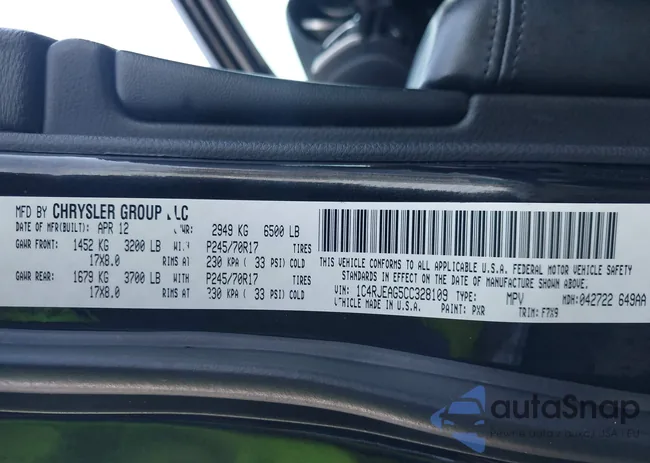 MFD BY CHRYSLER GROUP LLC
DATE OF MFR(BUILT): APR 12 GVWR: 2949 KG 6500 LB
GAWR FRONT: 1452 KG 3200 LB WITH P245/70R17 TIRES
17X8.0 RIMS AT 230 KPA ( 33 PSI) COLD
GAWR REAR: 1679 KG 3700 LB WITH P245/70R17 TIRES
17X8.0 RIMS AT 230 KPA ( 33 PSI) COLD
THIS VEHICLE CONFORMS TO ALL APPLICABLE U.S.A. FEDERAL MOTOR VEHICLE SAFETY
STANDARDS IN EFFECT ON THE DATE OF MANUFACTURE SHOWN ABOVE.
VIN: 1C4RJEAG5CC328109 TYPE: MPV MDH: 042722 649AA
VEHICLE MADE IN U.S.A. PAINT: PXR TRIM: F7X9
autaSnap